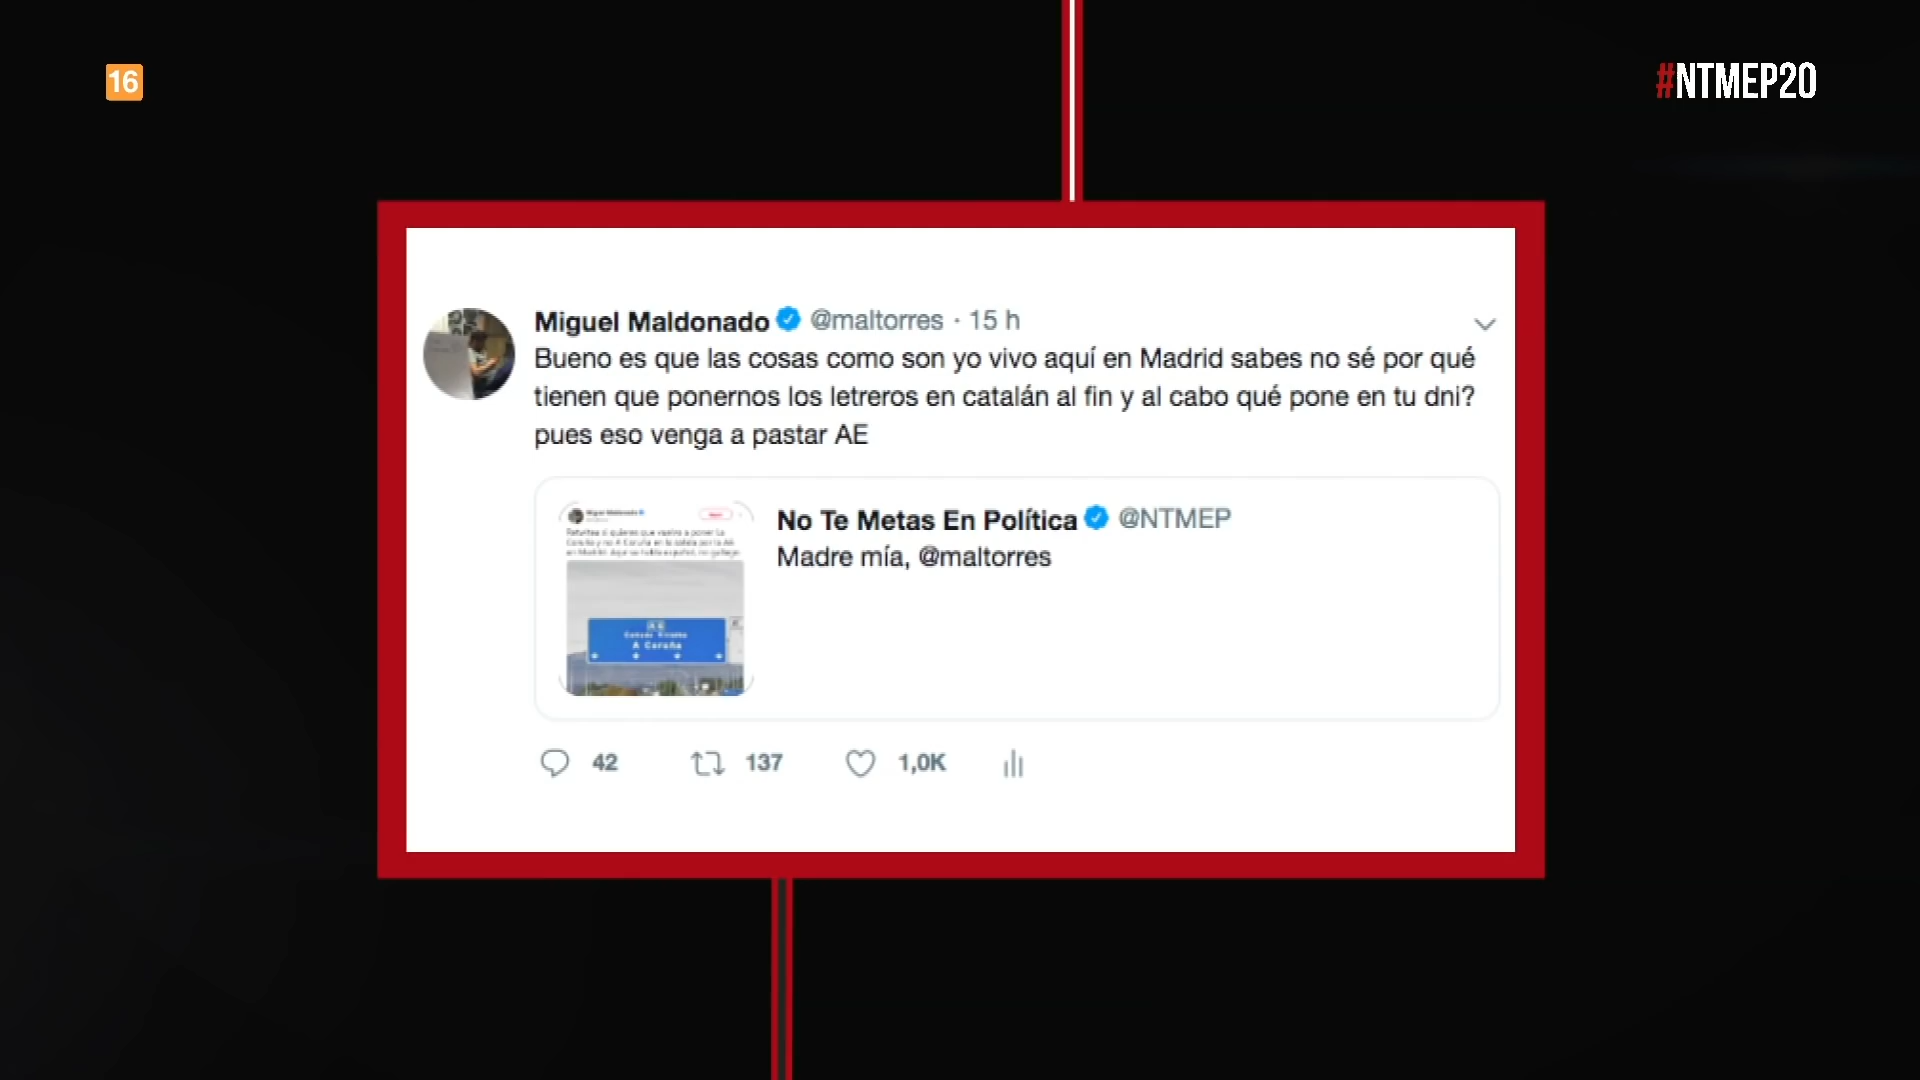 16
#NTMEP20
Miguel Maldonado @maltorres · 15 h
Bueno es que las cosas como son yo vivo aquí en Madrid sabes no sé por qué
tienen que ponernos los letreros en catalán al fin y al cabo qué pone en tu dni?
pues eso venga a pastar AE
No Te Metas En Política @NTMEP
Madre mía, @maltorres
Miguel Maldonado
A Coruña
42 137 1,0K